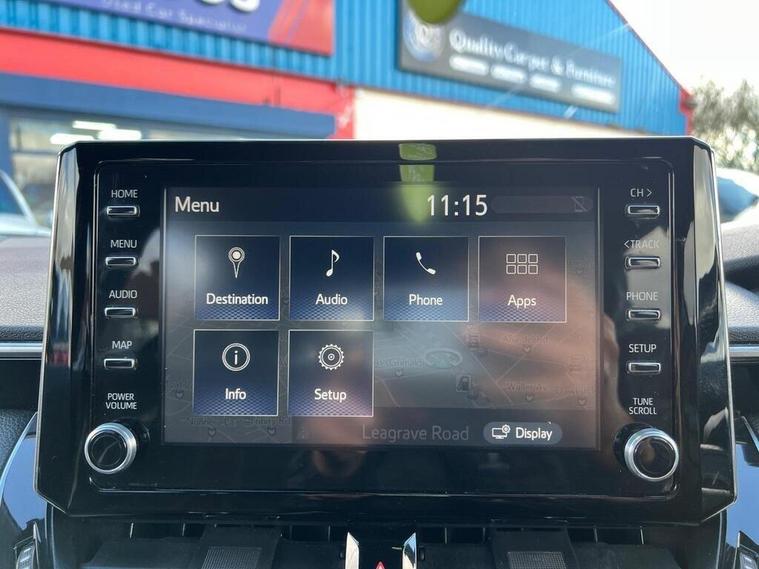 Used Car Specialist
Quality Carpet & Furniture
HOME
MENU
AUDIO
MAP
POWER
VOLUME
Menu
11:15
Destination
Audio
Phone
Apps
Info
Setup
Leagrave Road
Display
CH >
<TRACK
PHONE
SETUP
TUNE
SCROLL